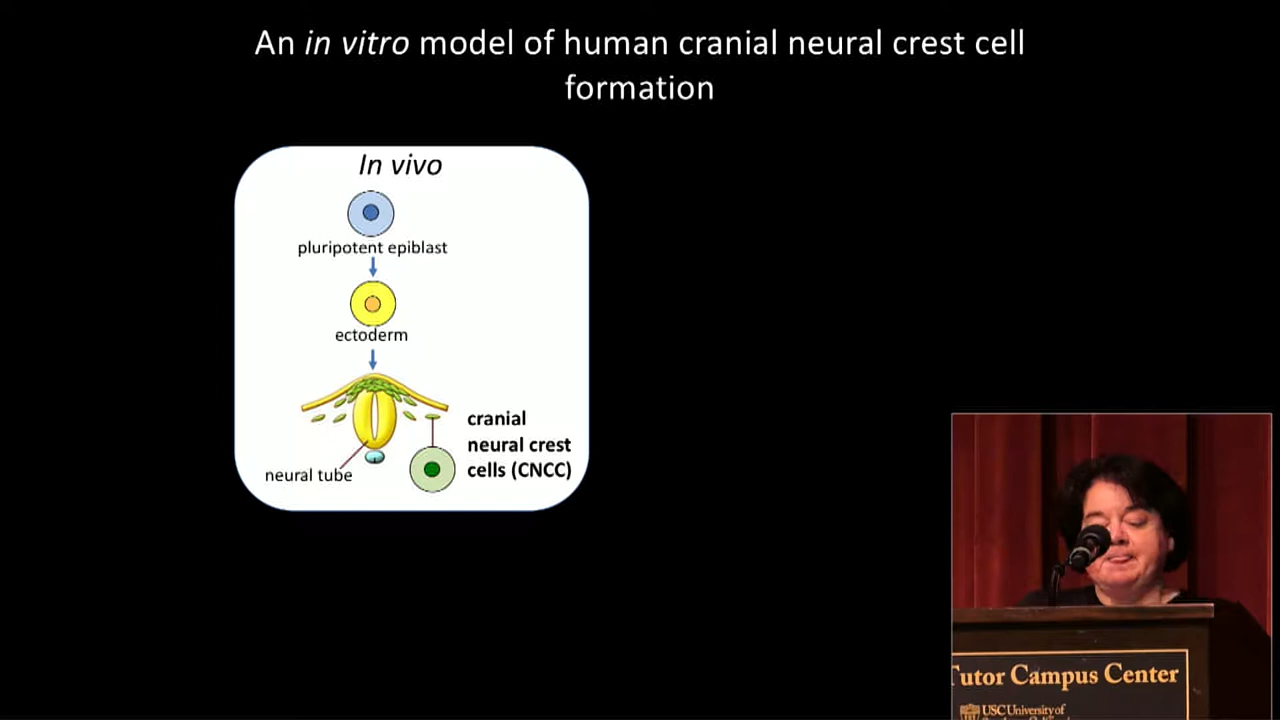 An in vitro model of human cranial neural crest cell
formation
In vivo
pluripotent epiblast
ectoderm
cranial
neural crest
cells (CNCC)
neural tube
Tutor Campus Center
USC University of